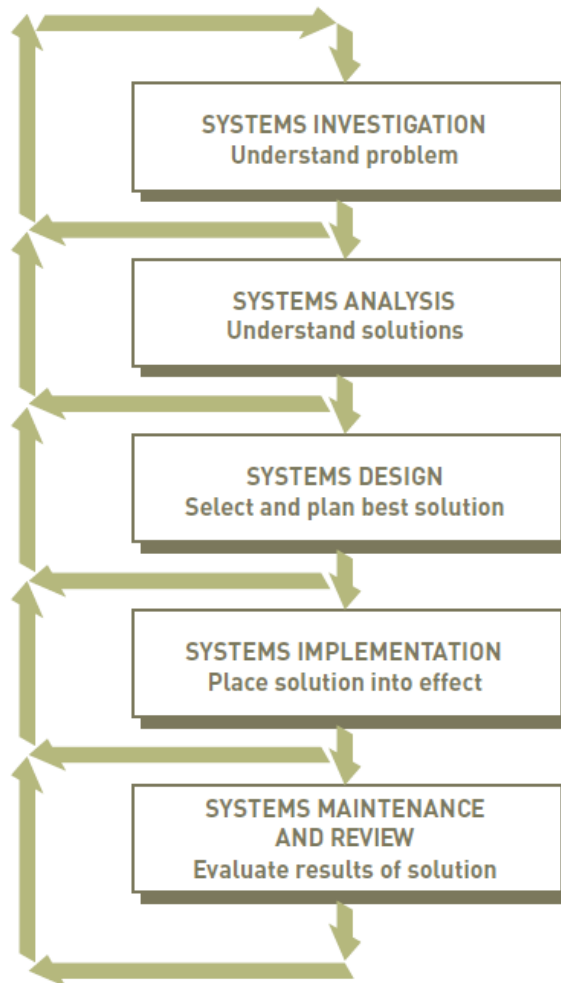 SYSTEMS INVESTIGATION
Understand problem
SYSTEMS ANALYSIS
Understand solutions
SYSTEMS DESIGN
Select and plan best solution
SYSTEMS IMPLEMENTATION
Place solution into effect
SYSTEMS MAINTENANCE
AND REVIEW
Evaluate results of solution